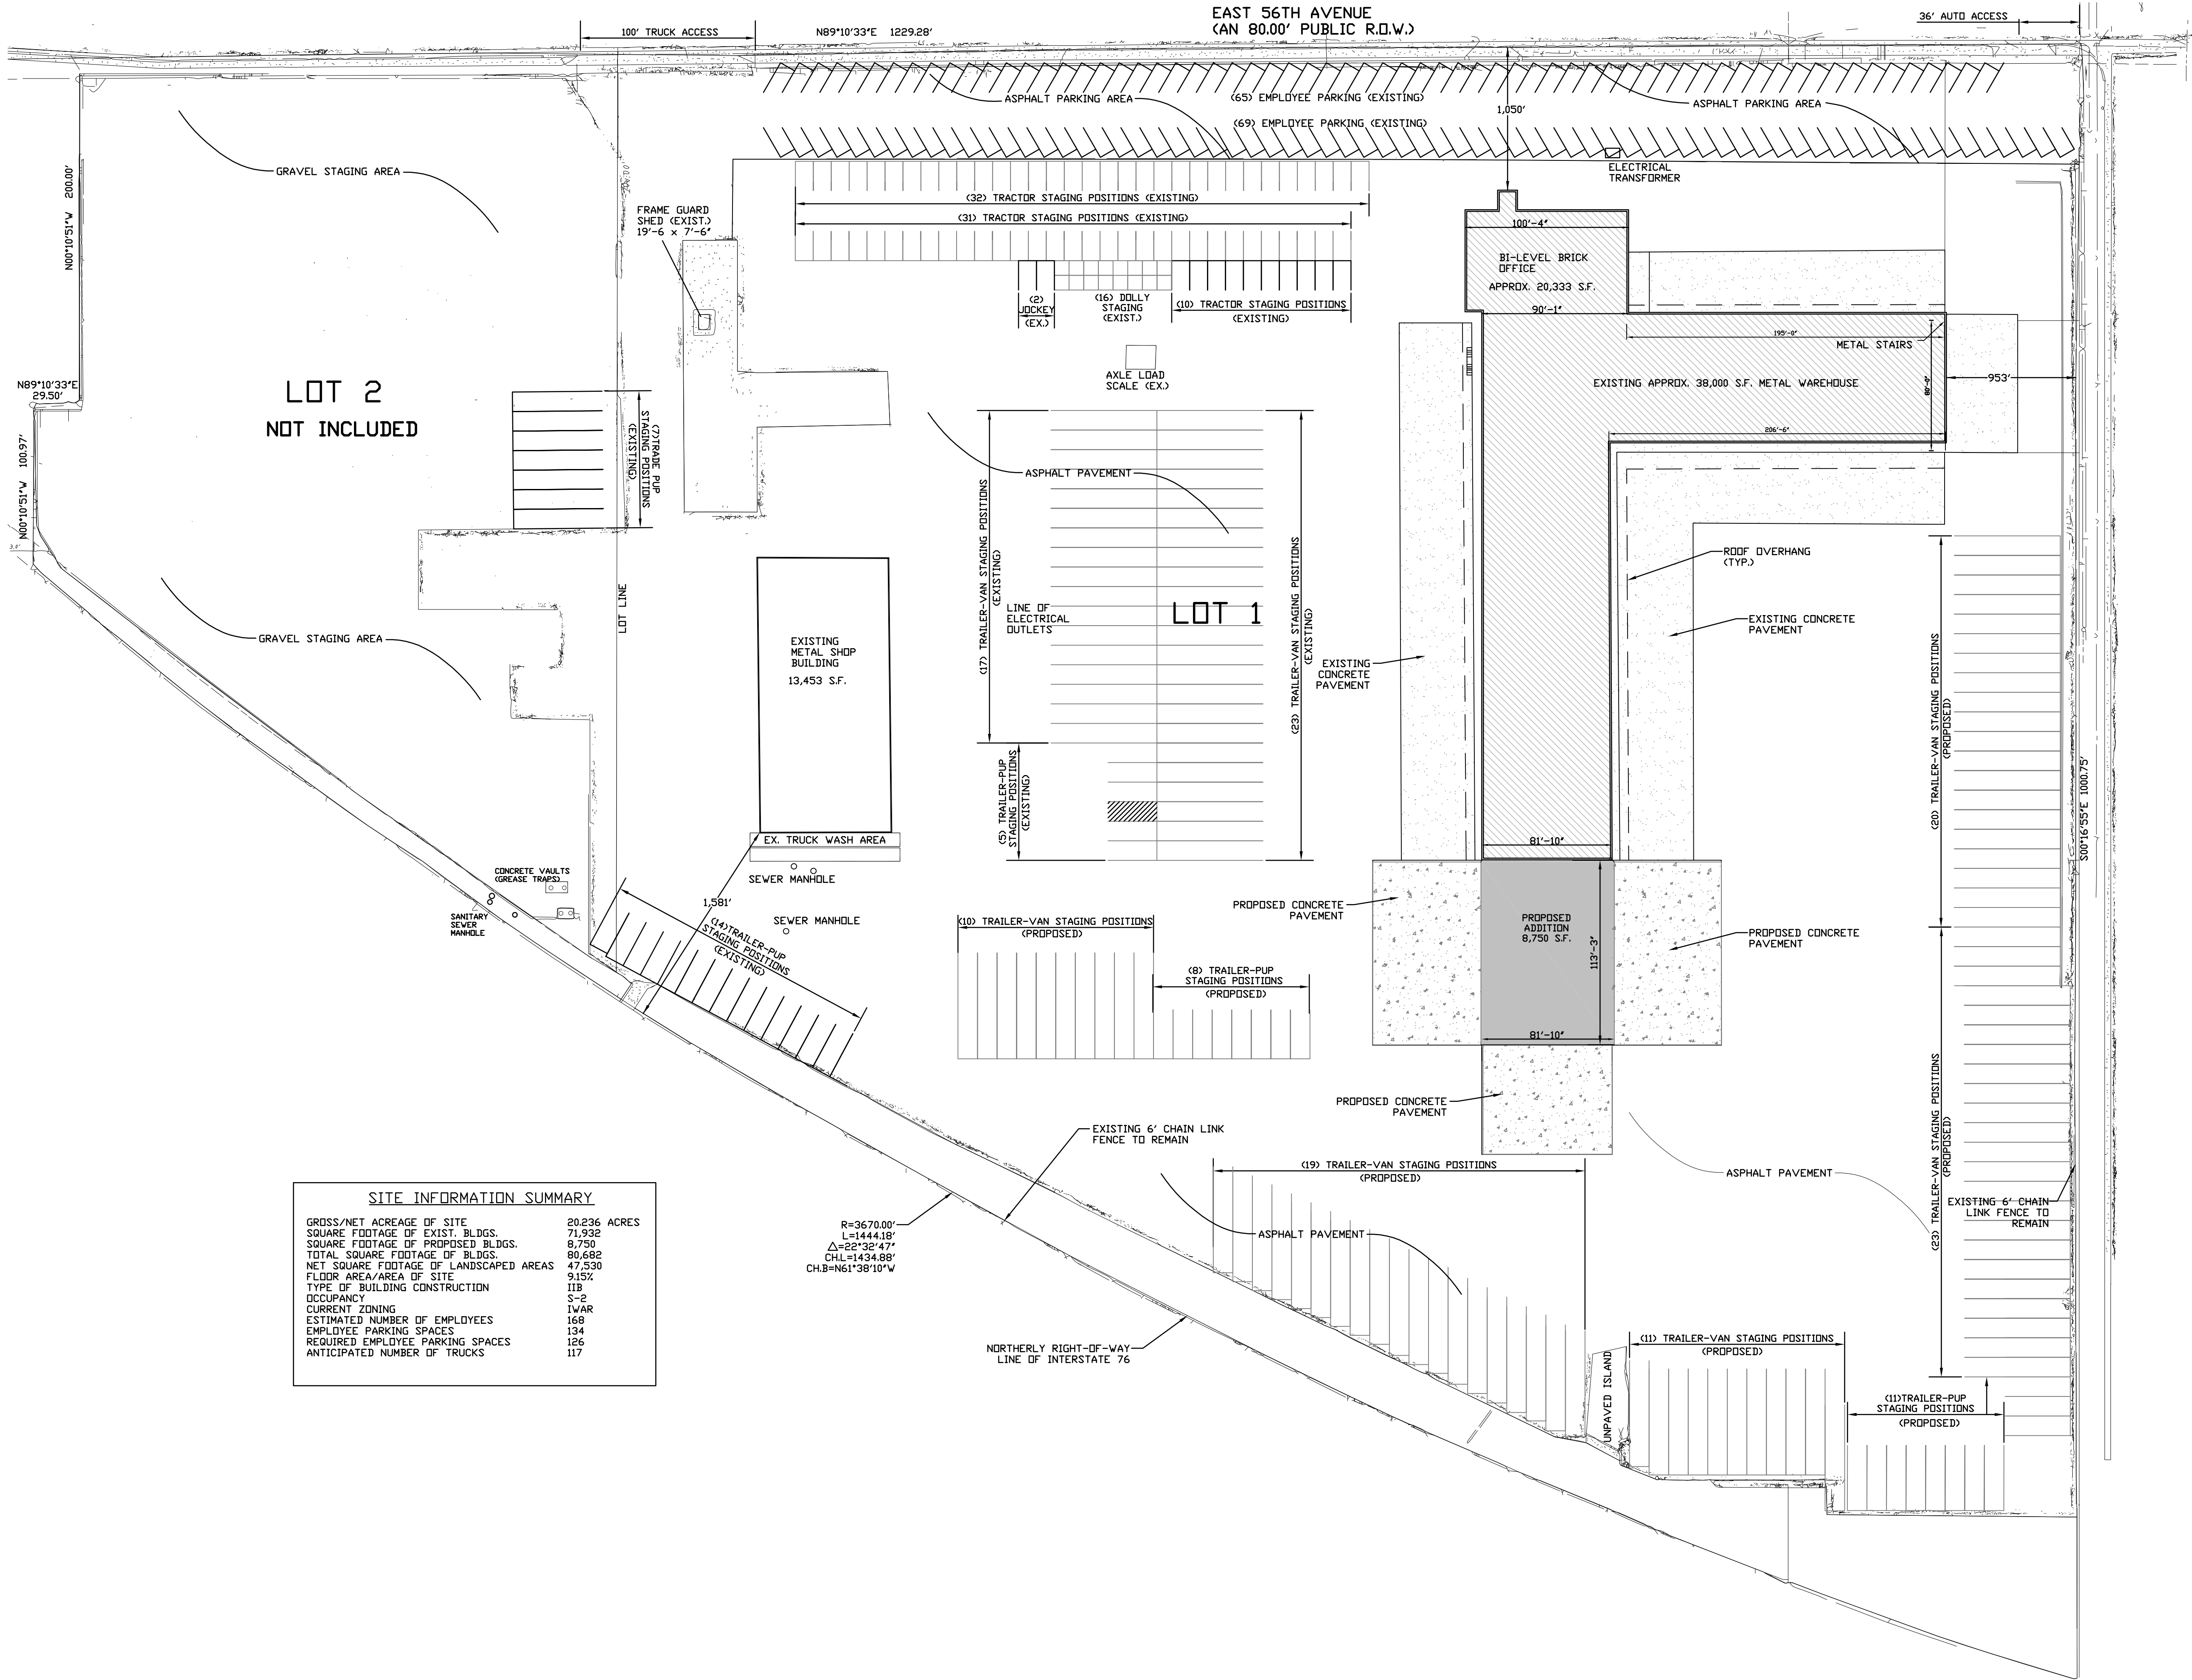 EAST 56TH AVENUE
(AN 80.00' PUBLIC R.O.W.)
36' AUTO ACCESS
100' TRUCK ACCESS
N89°10'33"E 1229.28'
ASPHALT PARKING AREA
(65) EMPLOYEE PARKING (EXISTING)
ASPHALT PARKING AREA
1,050'
(69) EMPLOYEE PARKING (EXISTING)
GRAVEL STAGING AREA
N00°10'51"W 200.00'
ELECTRICAL
TRANSFORMER
(32) TRACTOR STAGING POSITIONS (EXISTING)
(31) TRACTOR STAGING POSITIONS (EXISTING)
FRAME GUARD
SHED (EXIST.)
19'-6 x 7'-6"
100'-4"
BI-LEVEL BRICK
OFFICE
APPROX. 20,333 S.F.
90'-1"
(2)
JOCKEY
(EX.)
(16) DOLLY
STAGING
(EXIST.)
(10) TRACTOR STAGING POSITIONS
(EXISTING)
195'-0"
METAL STAIRS
AXLE LOAD
SCALE (EX.)
EXISTING APPROX. 38,000 S.F. METAL WAREHOUSE
80'-0"
953'
206'-6"
N89°10'33"E
29.50'
LOT 2
NOT INCLUDED
N00°10'51"W 100.97'
3.0'
(7)TRADE PUP
STAGING POSITIONS
(EXISTING)
ASPHALT PAVEMENT
(17) TRAILER-VAN STAGING POSITIONS
(EXISTING)
(23) TRAILER-VAN STAGING POSITIONS
(EXISTING)
ROOF OVERHANG
(TYP.)
LOT LINE
LINE OF
ELECTRICAL
OUTLETS
LOT 1
EXISTING CONCRETE
PAVEMENT
GRAVEL STAGING AREA
EXISTING
METAL SHOP
BUILDING
13,453 S.F.
EXISTING
CONCRETE
PAVEMENT
(20) TRAILER-VAN STAGING POSITIONS
(PROPOSED)
S00°16'55"E 1000.75'
(5) TRAILER-PUP
STAGING POSITIONS
(EXISTING)
EX. TRUCK WASH AREA
81'-10"
SEWER MANHOLE
CONCRETE VAULTS
(GREASE TRAPS)
SANITARY
SEWER
MANHOLE
1,581'
(14)TRAILER-PUP
STAGING POSITIONS
(EXISTING)
SEWER MANHOLE
(10) TRAILER-VAN STAGING POSITIONS
(PROPOSED)
(8) TRAILER-PUP
STAGING POSITIONS
(PROPOSED)
PROPOSED CONCRETE
PAVEMENT
PROPOSED
ADDITION
8,750 S.F.
113'-3"
PROPOSED CONCRETE
PAVEMENT
81'-10"
PROPOSED CONCRETE
PAVEMENT
EXISTING 6' CHAIN LINK
FENCE TO REMAIN
(19) TRAILER-VAN STAGING POSITIONS
(PROPOSED)
ASPHALT PAVEMENT
(23) TRAILER-VAN STAGING POSITIONS
(PROPOSED)
EXISTING 6' CHAIN
LINK FENCE TO
REMAIN
R=3670.00'
L=1444.18'
△=22°32'47"
CH.L=1434.88'
CH.B=N61°38'10"W
ASPHALT PAVEMENT
NORTHERLY RIGHT-OF-WAY
LINE OF INTERSTATE 76
UNPAVED ISLAND
(11) TRAILER-VAN STAGING POSITIONS
(PROPOSED)
(11)TRAILER-PUP
STAGING POSITIONS
(PROPOSED)
SITE INFORMATION SUMMARY
GROSS/NET ACREAGE OF SITE 20.236 ACRES
SQUARE FOOTAGE OF EXIST. BLDGS. 71,932
SQUARE FOOTAGE OF PROPOSED BLDGS. 8,750
TOTAL SQUARE FOOTAGE OF BLDGS. 80,682
NET SQUARE FOOTAGE OF LANDSCAPED AREAS 47,530
FLOOR AREA/AREA OF SITE 9.15%
TYPE OF BUILDING CONSTRUCTION IIB
OCCUPANCY S-2
CURRENT ZONING IWAR
ESTIMATED NUMBER OF EMPLOYEES 168
EMPLOYEE PARKING SPACES 134
REQUIRED EMPLOYEE PARKING SPACES 126
ANTICIPATED NUMBER OF TRUCKS 117